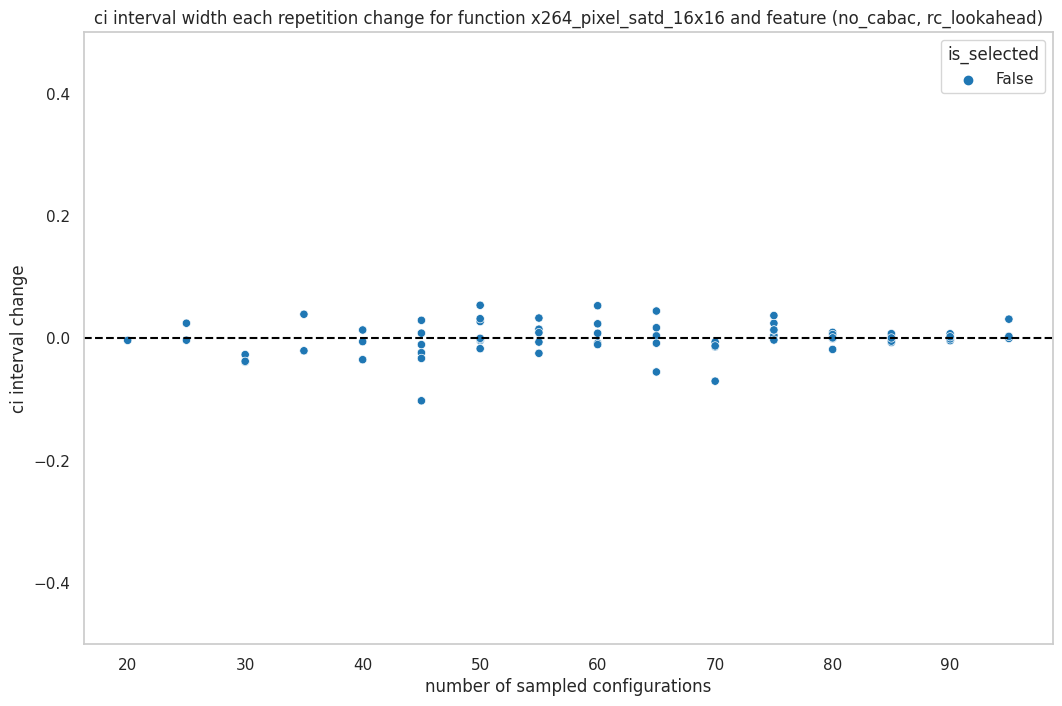 ci interval width each repetition change for function x264_pixel_satd_16x16 and feature (no_cabac, rc_lookahead)
is_selected
False
ci interval change
0.4
0.2
0.0
−0.2
−0.4
20 30 40 50 60 70 80 90
number of sampled configurations